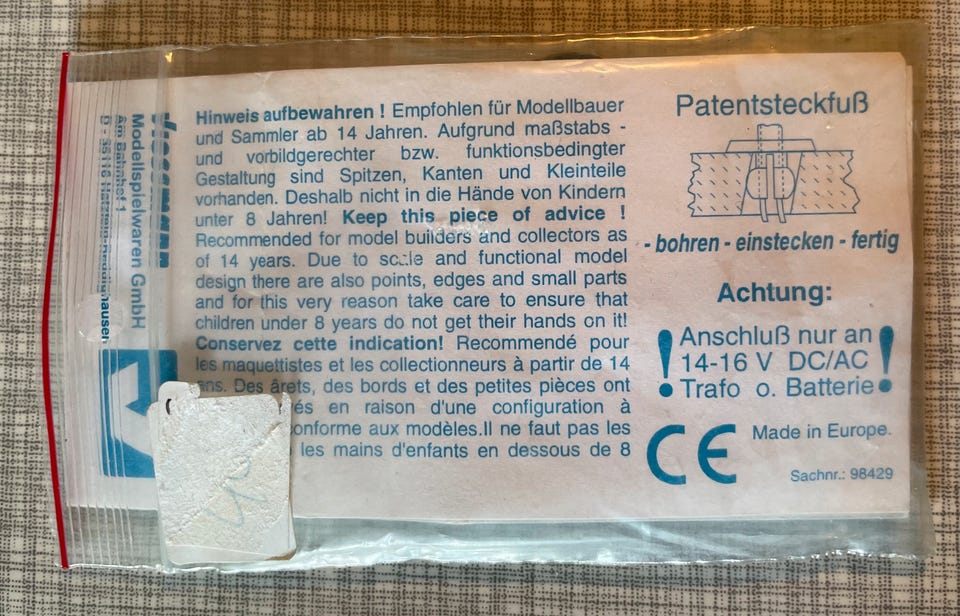 Viessmann
Modellspielwaren GmbH
Am Bahnhof 1
D - 35116 Hatzfeld-Reddighausen
Hinweis aufbewahren ! Empfohlen für Modellbauer
und Sammler ab 14 Jahren. Aufgrund maßstabs -
und vorbildgerechter bzw. funktionsbedingter
Gestaltung sind Spitzen, Kanten und Kleinteile
vorhanden. Deshalb nicht in die Hände von Kindern
unter 8 Jahren! Keep this piece of advice !
Recommended for model builders and collectors as
of 14 years. Due to scale and functional model
design there are also points, edges and small parts
and for this very reason take care to ensure that
children under 8 years do not get their hands on it!
Conservez cette indication! Recommendé pour
les maquettistes et les collectionneurs à partir de 14
ans. Des ârets, des bords et des petites pièces ont
en raison d'une configuration à
conforme aux modèles.Il ne faut pas les
les mains d'enfants en dessous de 8
Patentsteckfuß
- bohren - einstecken - fertig
Achtung:
! Anschluß nur an !
14-16 V DC/AC
Trafo o. Batterie
CE Made in Europe.
Sachnr.: 98429